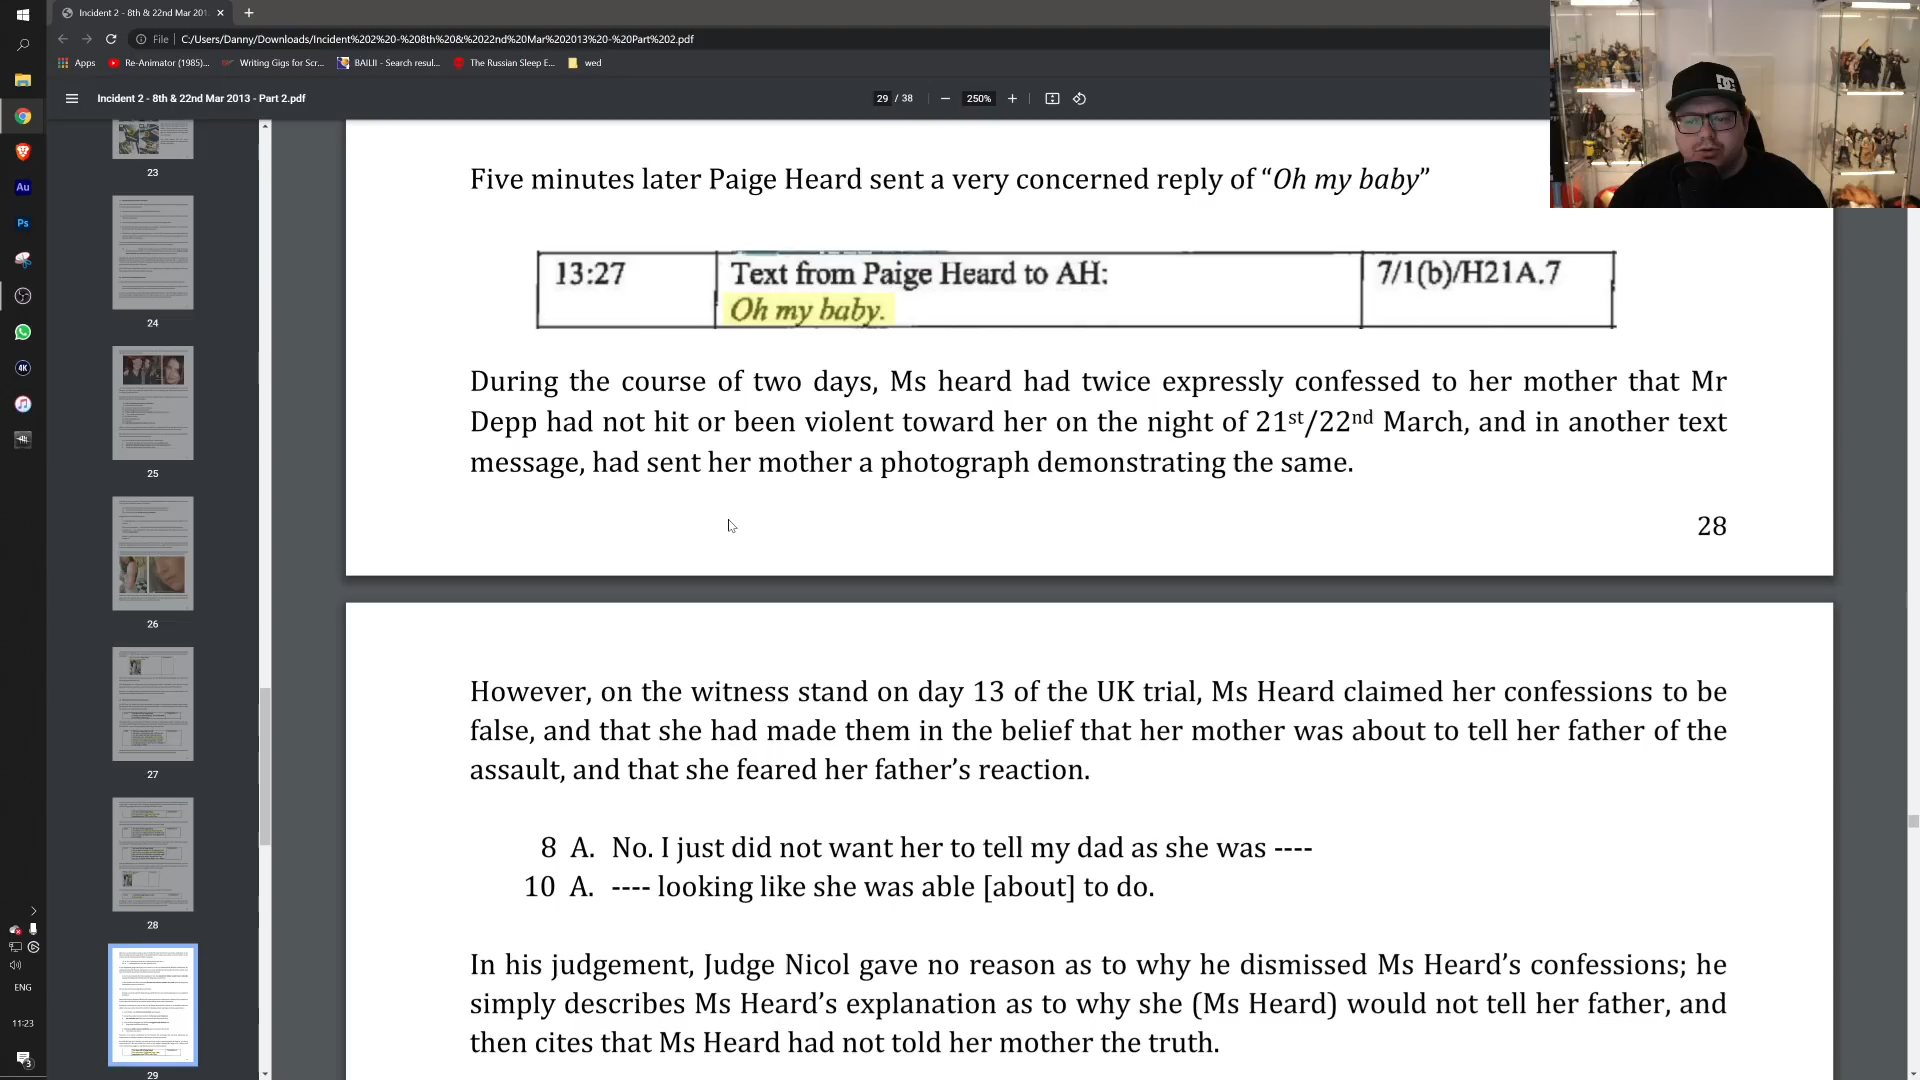 Incident 2 - 8th & 22nd Mar 201
File
C:/Users/Danny/Downloads/Incident%202%20-%208th%20&%2022nd%20Mar%202013%20-%20Part%202.pdf
Apps
Re-Animator (1985)...
Writing Gigs for Scr...
BAILII - Search resul...
The Russian Sleep E...
wed
Incident 2 - 8th & 22nd Mar 2013 - Part 2.pdf
29 / 38
250%
23
24
25
26
27
28
29
Au
Ps
4K
ENG
11:23
3
Five minutes later Paige Heard sent a very concerned reply of “Oh my baby”
13:27
Text from Paige Heard to AH:
Oh my baby.
7/1(b)/H21A.7
During the course of two days, Ms heard had twice expressly confessed to her mother that Mr
Depp had not hit or been violent toward her on the night of 21st/22nd March, and in another text
message, had sent her mother a photograph demonstrating the same.
28
However, on the witness stand on day 13 of the UK trial, Ms Heard claimed her confessions to be
false, and that she had made them in the belief that her mother was about to tell her father of the
assault, and that she feared her father’s reaction.
8 A. No. I just did not want her to tell my dad as she was ----
10 A. ---- looking like she was able [about] to do.
In his judgement, Judge Nicol gave no reason as to why he dismissed Ms Heard’s confessions; he
simply describes Ms Heard’s explanation as to why she (Ms Heard) would not tell her father, and
then cites that Ms Heard had not told her mother the truth.